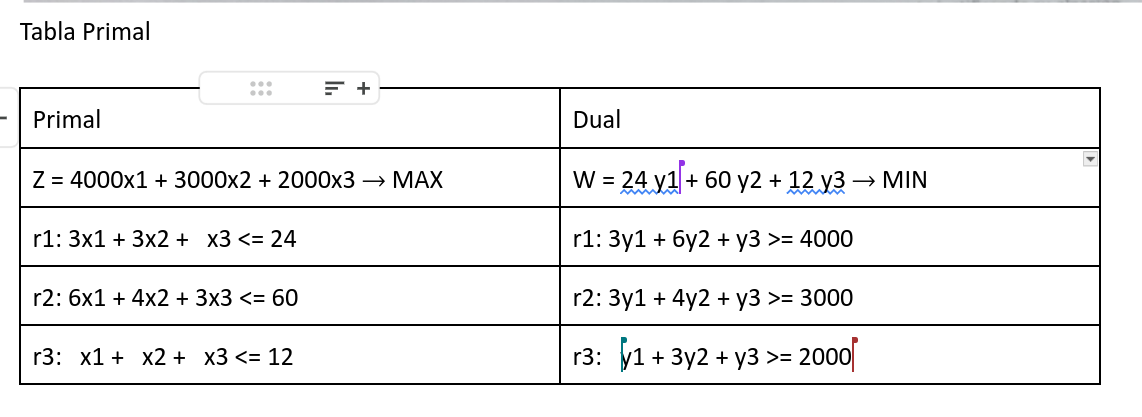 Tabla Primal
Primal
Dual
Z = 4000x1 + 3000x2 + 2000x3 → MAX
W = 24 y1 + 60 y2 + 12 y3 → MIN
r1: 3x1 + 3x2 + x3 <= 24
r1: 3y1 + 6y2 + y3 >= 4000
r2: 6x1 + 4x2 + 3x3 <= 60
r2: 3y1 + 4y2 + y3 >= 3000
r3: x1 + x2 + x3 <= 12
r3: y1 + 3y2 + y3 >= 2000